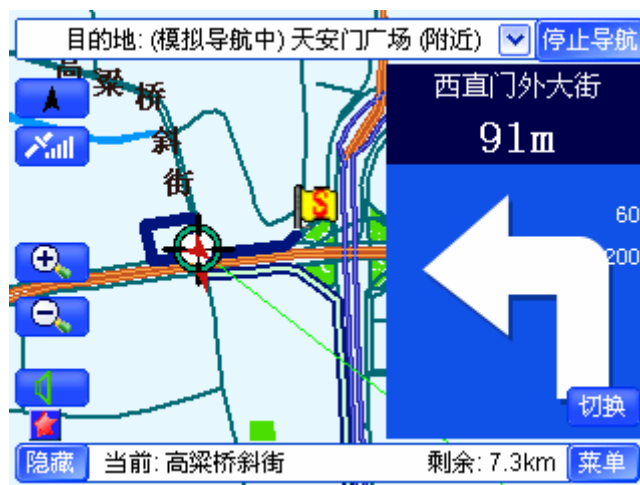 目的地: (模拟导航中) 天安门广场 (附近)
停止导航
高粱桥斜街
西直门外大街
91m
S
60
200
切换
隐藏
当前: 高梁桥斜街
剩余: 7.3km
菜单